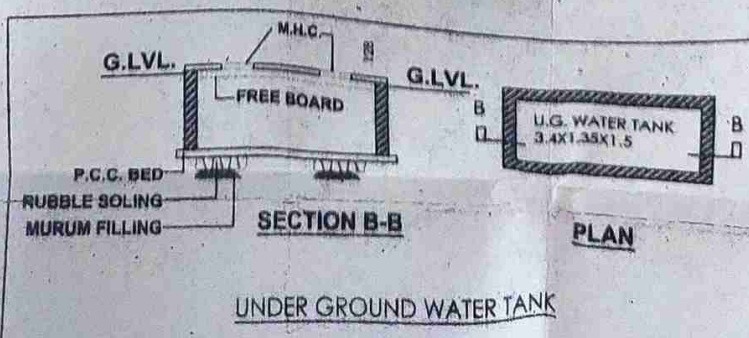 M.H.C.
G.LVL.
G.LVL.
FREE BOARD
B
B
U.G. WATER TANK
3.4X1.35X1.5
P.C.C. BED
RUBBLE SOLING
MURUM FILLING
SECTION B-B
PLAN
UNDER GROUND WATER TANK